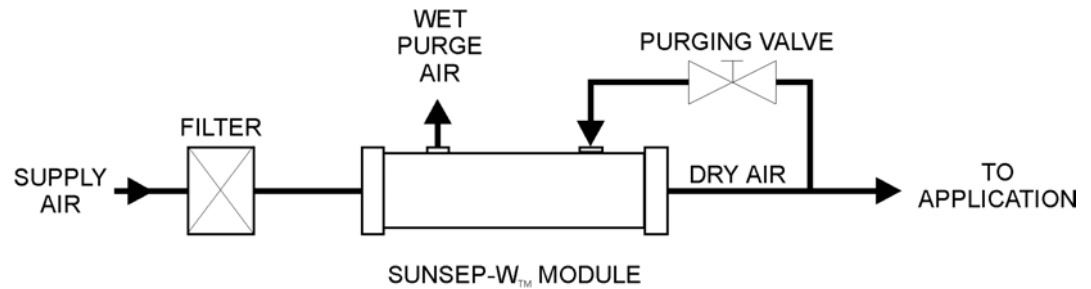 WET
PURGE
AIR
PURGING VALVE
FILTER
SUPPLY
AIR
DRY AIR
TO
APPLICATION
SUNSEP-W™ MODULE